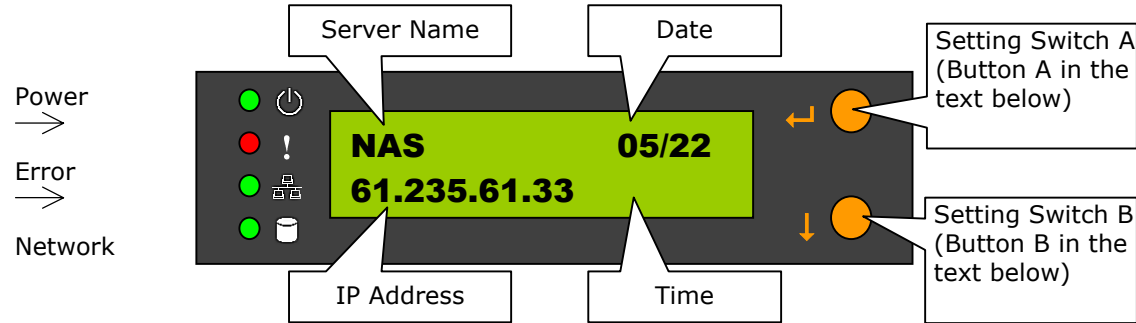 Server Name
Date
Setting Switch A
(Button A in the
text below)
Power
!
NAS 05/22
Error
61.235.61.33
Setting Switch B
(Button B in the
text below)
Network
IP Address
Time